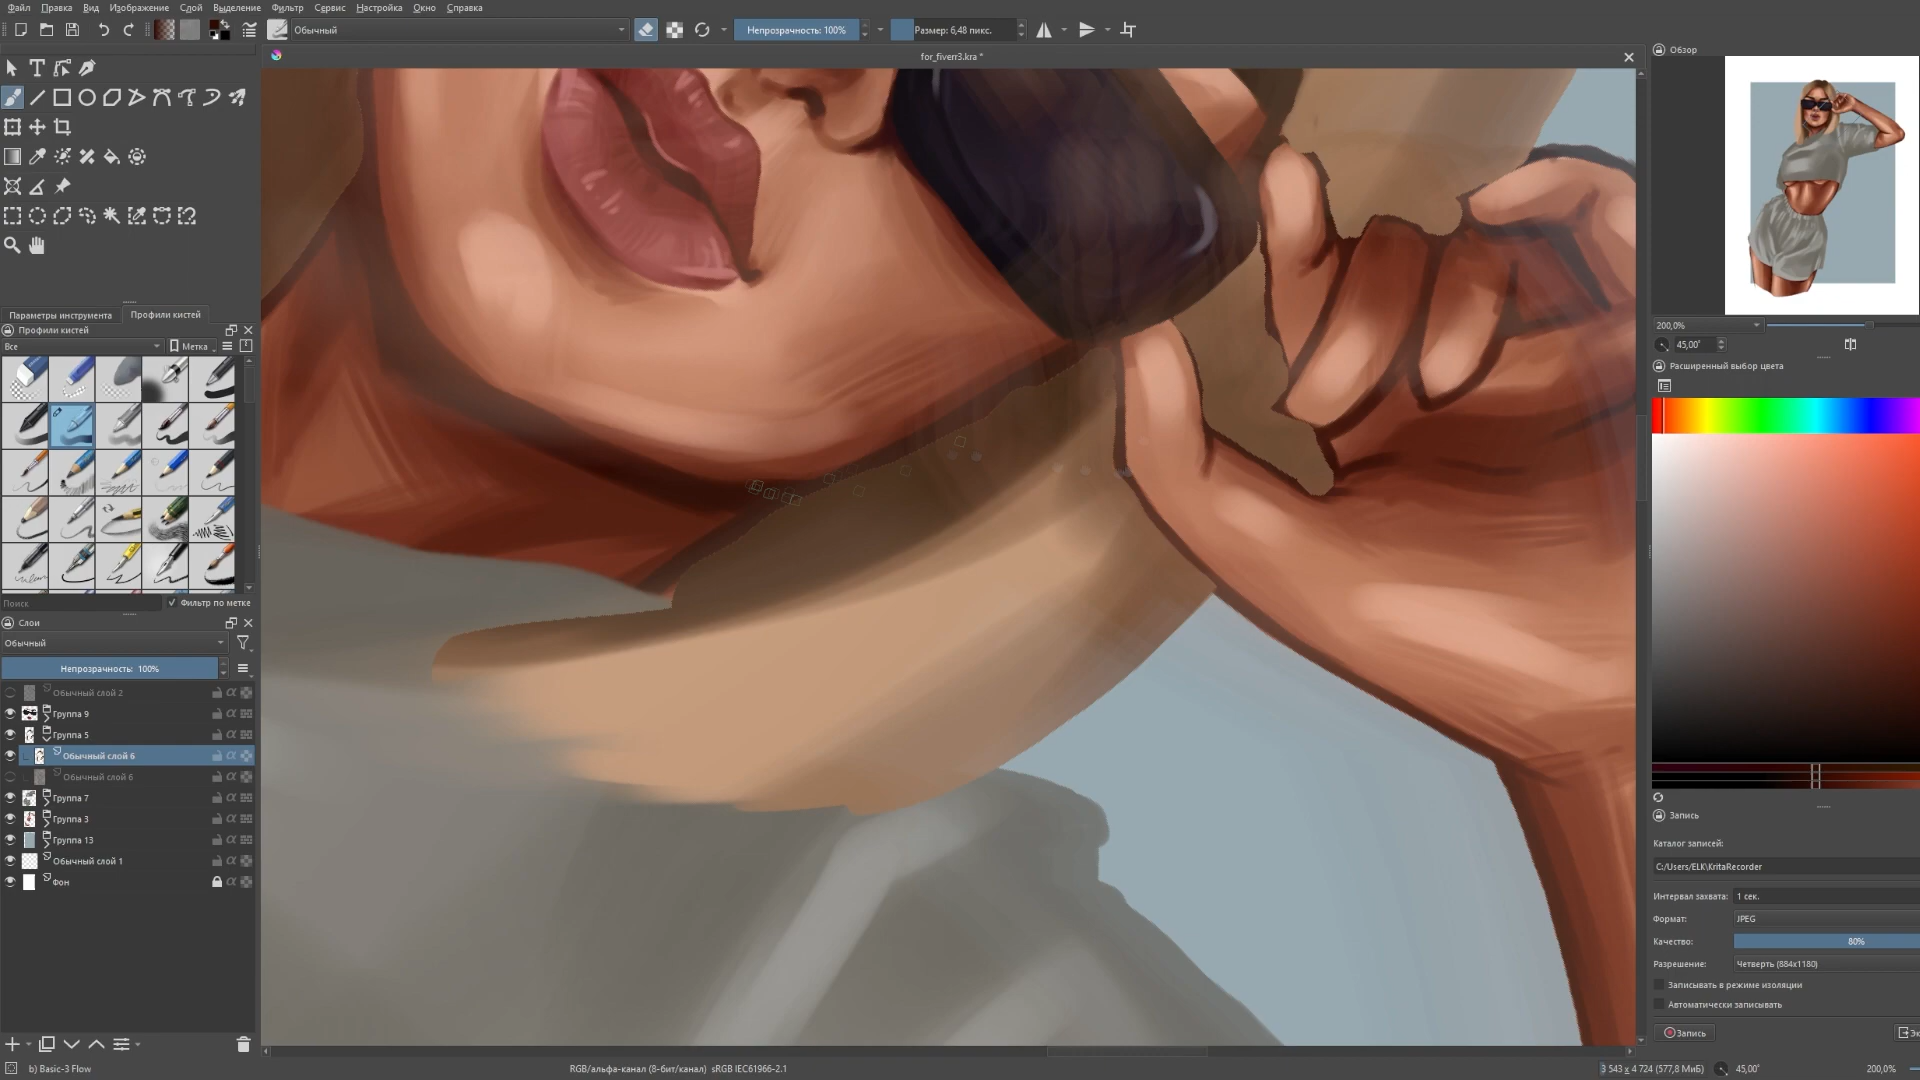 Файл Правка Вид Изображение Слой Выделение Фильтр Сервис Настройка Окно Справка
Обычный
Непрозрачность: 100%
Размер: 6,48 пикс.
for_fiverr3.kra *
Обзор
Параметры инструмента
Профили кистей
Профили кистей
Все
Метка
Поиск
Фильтр по метке
Слои
Обычный
Непрозрачность: 100%
Обычный слой 2
Группа 9
Группа 5
Обычный слой 6
Обычный слой 6
Группа 7
Группа 3
Группа 13
Обычный слой 1
Фон
b) Basic-3 Flow
RGB/альфа-канал (8-бит/канал) sRGB IEC61966-2.1
200,0%
45,00°
Расширенный выбор цвета
Запись
Каталог записей:
C:/Users/ELK\KritaRecorder
Интервал захвата: 1 сек.
Формат: JPEG
Качество: 80%
Разрешение: Четверть (884x1180)
Записывать в режиме изоляции
Автоматически записывать
Запись
Эк
3 543 x 4 724 (577,8 МиБ)
45,00°
200,0%